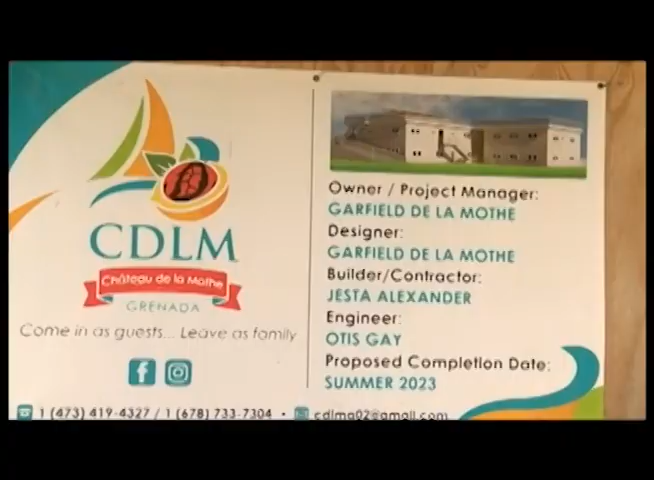 CDLM
Château de la Mothe
GRENADA
Come in as guests... Leave as family
1 (473) 419-4327 / 1 (678) 733-7304 • cdlma02@gmail.com
Owner / Project Manager:
GARFIELD DE LA MOTHE
Designer:
GARFIELD DE LA MOTHE
Builder/Contractor:
JESTA ALEXANDER
Engineer:
OTIS GAY
Proposed Completion Date:
SUMMER 2023